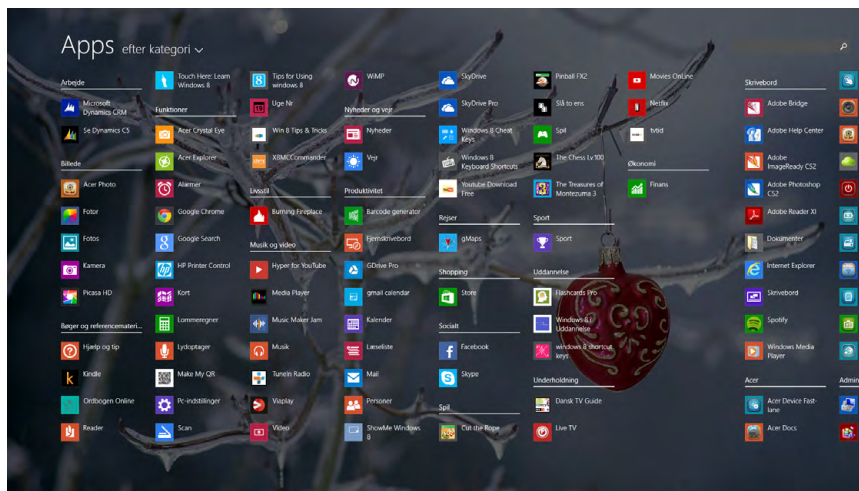 Apps efter kategori
Arbejde
Microsoft
Dynamics CRM
Se Dynamics C5
Billede
Acer Photo
Fotor
Fotos
Kamera
Picasa HD
Bøger og referencemateri...
Hjælp og tip
Kindle
Ordbogen Online
Reader
Touch Here: Learn
Windows 8
Funktioner
Acer Crystal Eye
Acer Explorer
Alarmer
Google Chrome
Google Search
HP Printer Control
Kort
Lommeregner
Lydoptager
Make My QR
Pc-indstillinger
Scan
Tips for Using
windows 8
Uge Nr
Win 8 Tips & Tricks
XBMCCommander
Livsstil
Burning Fireplace
Musik og video
Hyper for YouTube
Media Player
Music Maker Jam
Musik
TuneIn Radio
Viaplay
Video
WiMP
Nyheder og vejr
Nyheder
Vejr
Produktivitet
Barcode generator
Fjernskrivebord
GDrive Pro
gmail calendar
Kalender
Læseliste
Mail
Personer
ShowMe Windows
8
SkyDrive
SkyDrive Pro
Windows 8 Cheat
Keys
Windows 8
Keyboard Shortcuts
Youtube Download
Free
Rejser
gMaps
Shopping
Store
Socialt
Facebook
Skype
Spil
Cut the Rope
Pinball FX2
Slå to ens
Spil
The Chess Lv.100
The Treasures of
Montezuma 3
Sport
Sport
Uddannelse
Flashcards Pro
Windows 8 i
Uddannelse
windows 8 shortcut
keys
Underholdning
Dansk TV Guide
Live TV
Movies OnLine
Netflix
tvtid
Økonomi
Finans
Skrivebord
Adobe Bridge
Adobe Help Center
Adobe
ImageReady CS2
Adobe Photoshop
CS2
Adobe Reader XI
Dokumenter
Internet Explorer
Skrivebord
Spotify
Windows Media
Player
Acer
Acer Device Fast-
lane
Acer Docs
Admin